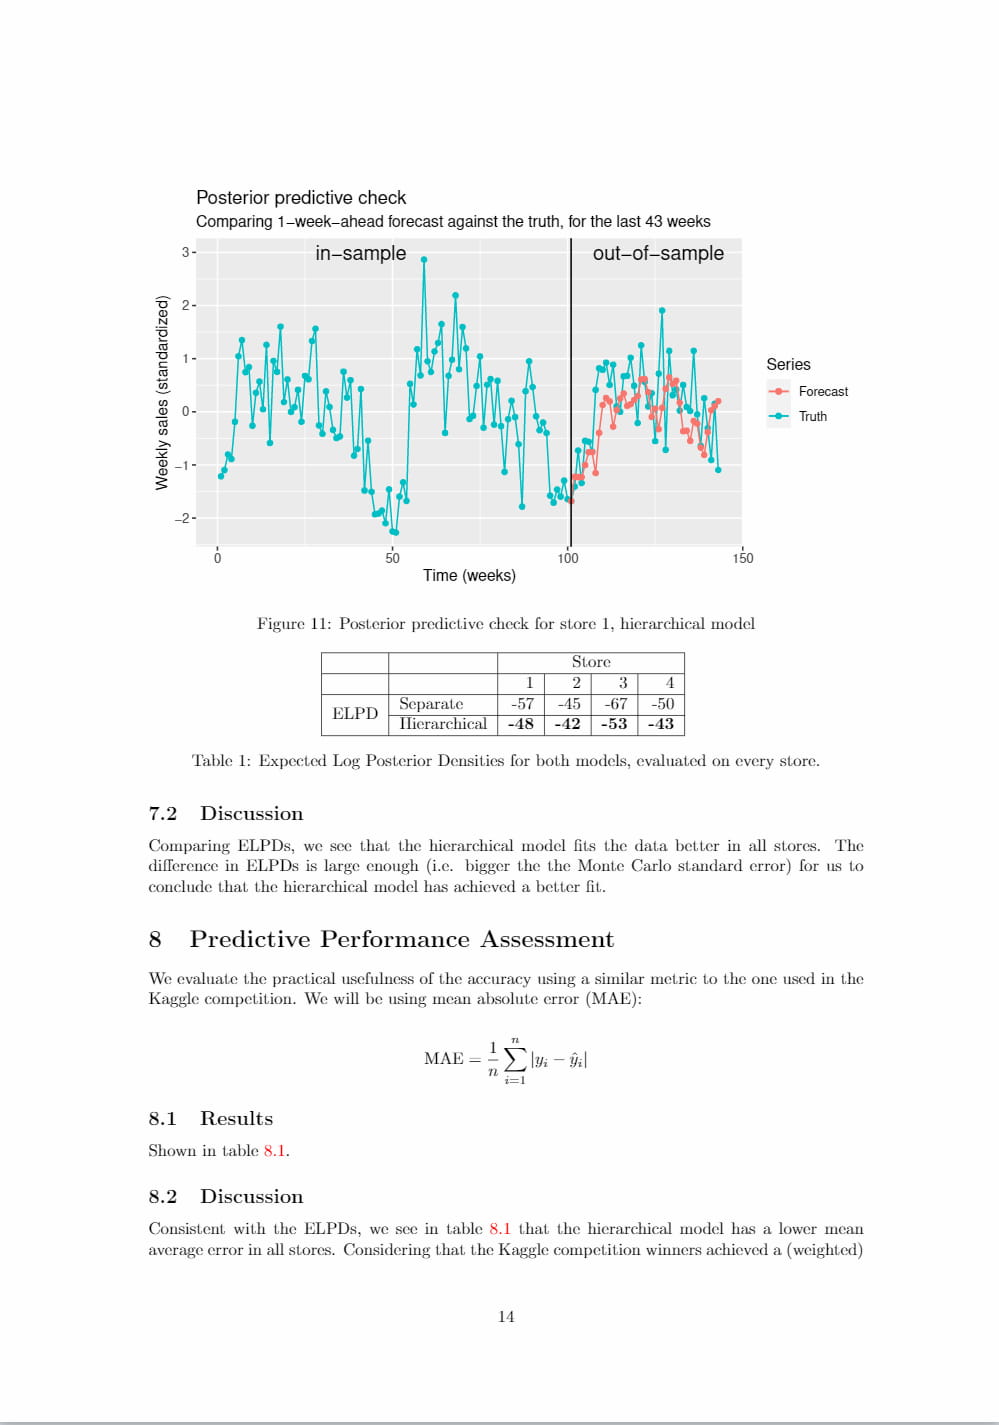 Posterior predictive check
Comparing 1−week−ahead forecast against the truth, for the last 43 weeks
in−sample
out−of−sample
3
2
1
0
−1
−2
Weekly sales (standardized)
0
50
100
150
Time (weeks)
Series
Forecast
Truth
Figure 11: Posterior predictive check for store 1, hierarchical model
Store
1 2 3 4
ELPD
Separate -57 -45 -67 -50
Hierarchical -48 -42 -53 -43
Table 1: Expected Log Posterior Densities for both models, evaluated on every store.
7.2 Discussion
Comparing ELPDs, we see that the hierarchical model fits the data better in all stores. The
difference in ELPDs is large enough (i.e. bigger the the Monte Carlo standard error) for us to
conclude that the hierarchical model has achieved a better fit.
8 Predictive Performance Assessment
We evaluate the practical usefulness of the accuracy using a similar metric to the one used in the
Kaggle competition. We will be using mean absolute error (MAE):
MAE = \frac{1}{n} \sum_{i=1}^{n} |y_i − ŷ_i|
8.1 Results
Shown in table 8.1.
8.2 Discussion
Consistent with the ELPDs, we see in table 8.1 that the hierarchical model has a lower mean
average error in all stores. Considering that the Kaggle competition winners achieved a (weighted)
14